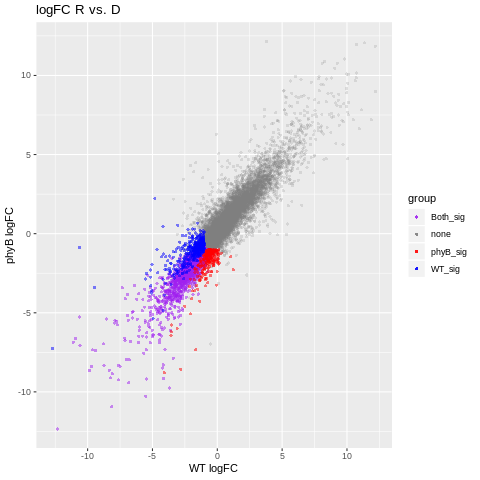 logFC R vs. D
10
5
0
-5
-10
phyB logFC
-10 -5 0 5 10
WT logFC
group
Both_sig
none
phyB_sig
WT_sig